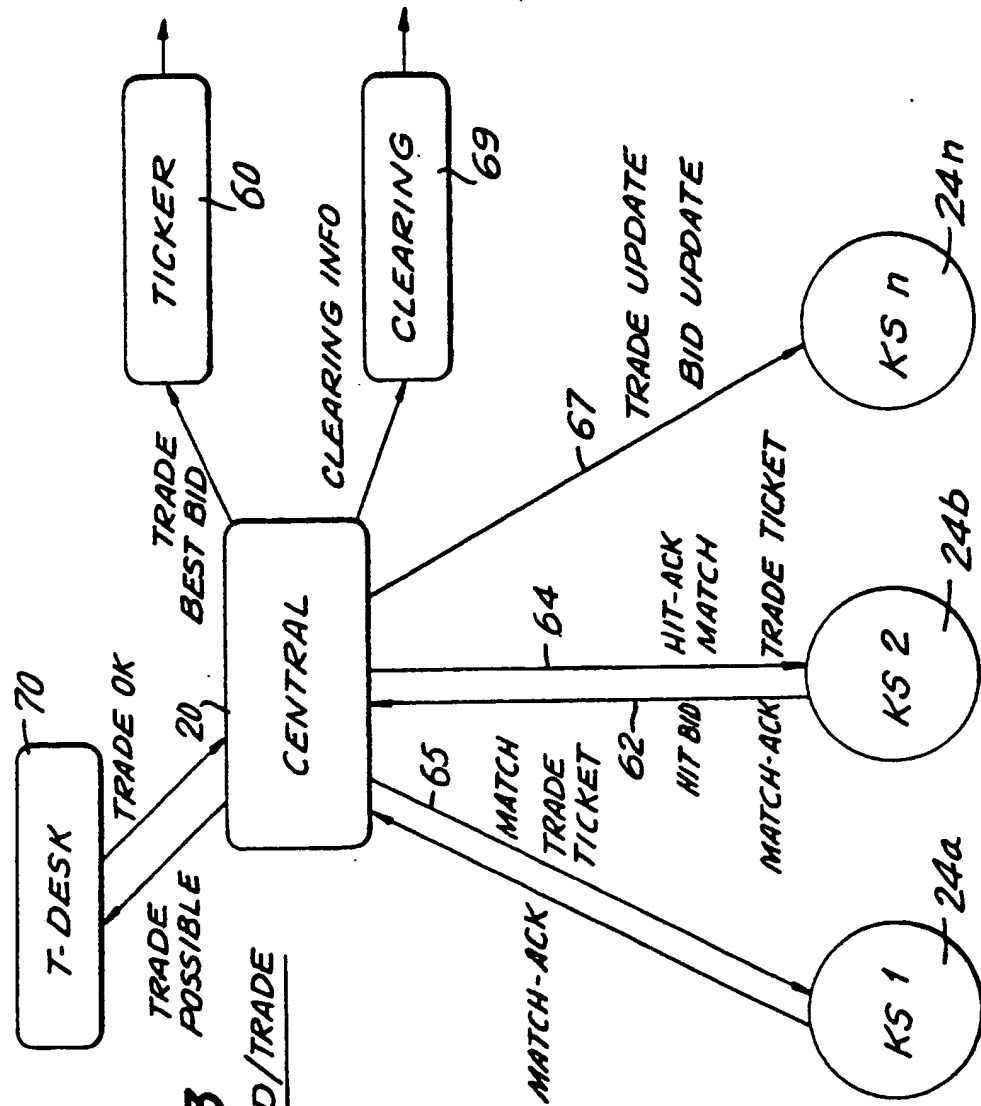 70
T-DESK
TRADE OK
TRADE
POSSIBLE
20
CENTRAL
TRADE
BEST BID
TICKER
60
CLEARING INFO
CLEARING
69
3
D/TRADE
65
MATCH
TRADE
TICKET
MATCH-ACK
62
HIT BID
MATCH-ACK
64
HIT-ACK
MATCH
TRADE TICKET
67
TRADE UPDATE
BID UPDATE
KS 1
24a
KS 2
24b
KS n
24n